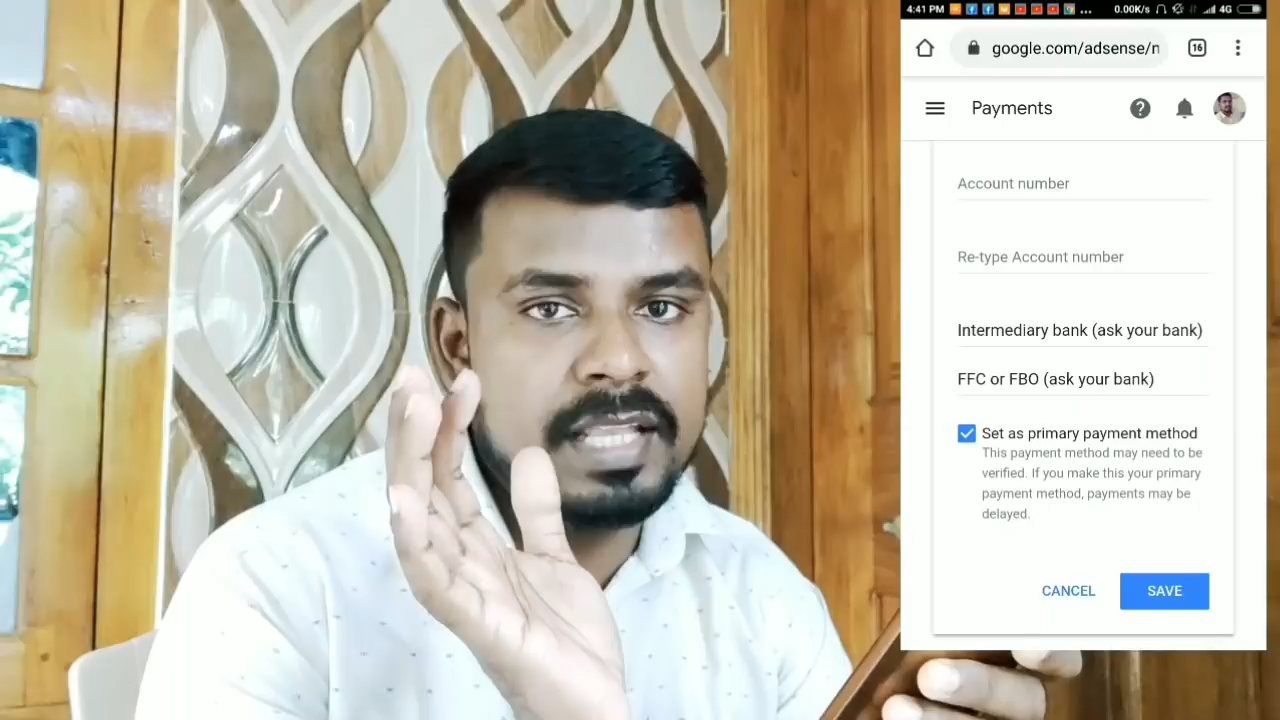 4:41 PM ... 0.00K/s 4G
google.com/adsense/n 16
Payments
Account number
Re-type Account number
Intermediary bank (ask your bank)
FFC or FBO (ask your bank)
Set as primary payment method
This payment method may need to be
verified. If you make this your primary
payment method, payments may be
delayed.
CANCEL SAVE